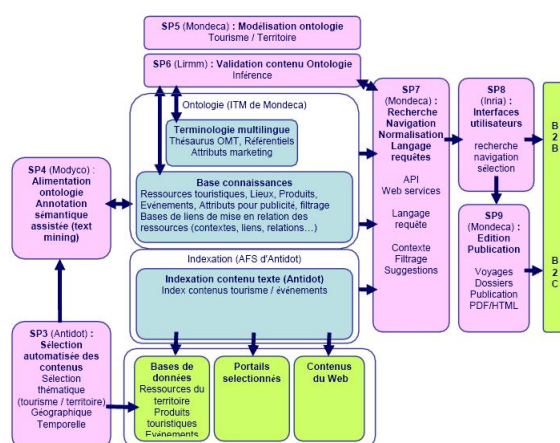 SP5 (Mondeca) : Modélisation ontologie
Tourisme / Territoire
SP6 (Lirmm) : Validation contenu Ontologie
Inférence
Ontologie (ITM de Mondeca)
Terminologie multilingue
Thésaurus OMT, Référentiels
Attributs marketing
Base connaissances
Ressources touristiques, Lieux, Produits,
Evénements, Attributs pour publicité, filtrage
Bases de liens de mise en relation des
ressources (contextes, liens, relations…)
Indexation (AFS d'Antidot)
Indexation contenu texte (Antidot)
Index contenus tourisme / événements
SP4 (Modyco) :
Alimentation
ontologie
Annotation
sémantique
assistée (text
mining)
SP3 (Antidot) :
Sélection
automatisée des
contenus
Sélection
thématique
(tourisme / territoire)
Géographique
Temporelle
Bases de
données
Ressources du
territoire
Produits
touristiques
Evénements
Portails
selectionnés
Contenus
du Web
SP7
(Mondeca) :
Recherche
Navigation
Normalisation
Langage
requêtes
API
Web services
Langage
requête
Contexte
Filtrage
Suggestions
SP8
(Inria) :
Interfaces
utilisateurs
recherche
navigation
sélection
SP9
(Mondeca) :
Edition
Publication
Voyages
Dossiers
Publication
PDF/HTML
B
2
B
B
2
C